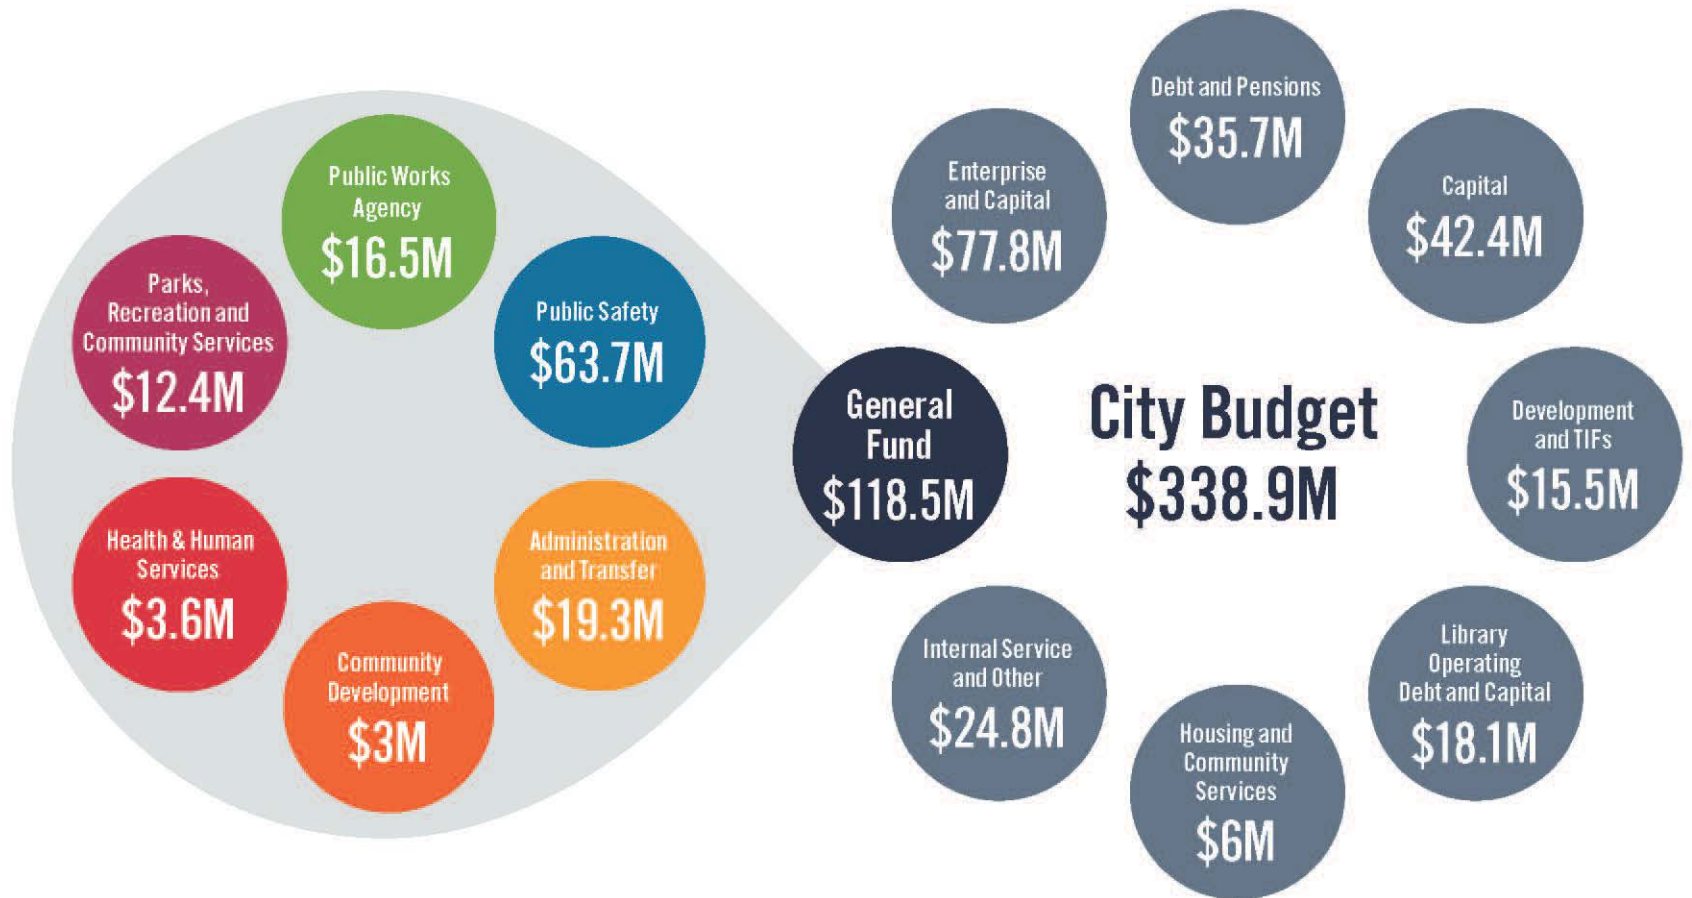 Public Works
Agency
$16.5M
Parks,
Recreation and
Community Services
$12.4M
Public Safety
$63.7M
Health & Human
Services
$3.6M
Administration
and Transfer
$19.3M
Community
Development
$3M
General
Fund
$118.5M
City Budget
$338.9M
Debt and Pensions
$35.7M
Enterprise
and Capital
$77.8M
Capital
$42.4M
Development
and TIFs
$15.5M
Internal Service
and Other
$24.8M
Library
Operating
Debt and Capital
$18.1M
Housing and
Community
Services
$6M